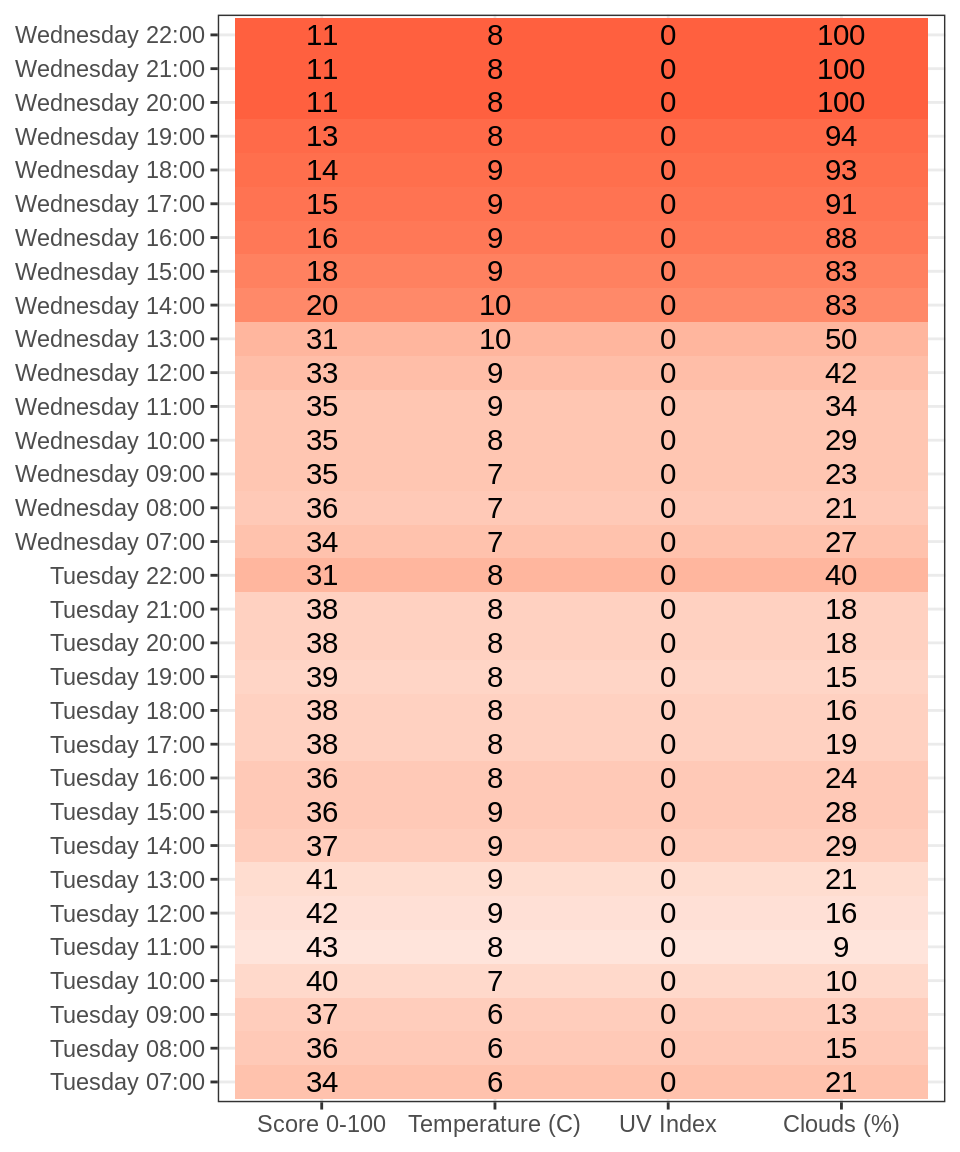 Wednesday 22:00 11 8 0 100
Wednesday 21:00 11 8 0 100
Wednesday 20:00 11 8 0 100
Wednesday 19:00 13 8 0 94
Wednesday 18:00 14 9 0 93
Wednesday 17:00 15 9 0 91
Wednesday 16:00 16 9 0 88
Wednesday 15:00 18 9 0 83
Wednesday 14:00 20 10 0 83
Wednesday 13:00 31 10 0 50
Wednesday 12:00 33 9 0 42
Wednesday 11:00 35 9 0 34
Wednesday 10:00 35 8 0 29
Wednesday 09:00 35 7 0 23
Wednesday 08:00 36 7 0 21
Wednesday 07:00 34 7 0 27
Tuesday 22:00 31 8 0 40
Tuesday 21:00 38 8 0 18
Tuesday 20:00 38 8 0 18
Tuesday 19:00 39 8 0 15
Tuesday 18:00 38 8 0 16
Tuesday 17:00 38 8 0 19
Tuesday 16:00 36 8 0 24
Tuesday 15:00 36 9 0 28
Tuesday 14:00 37 9 0 29
Tuesday 13:00 41 9 0 21
Tuesday 12:00 42 9 0 16
Tuesday 11:00 43 8 0 9
Tuesday 10:00 40 7 0 10
Tuesday 09:00 37 6 0 13
Tuesday 08:00 36 6 0 15
Tuesday 07:00 34 6 0 21
Score 0-100 Temperature (C) UV Index Clouds (%)